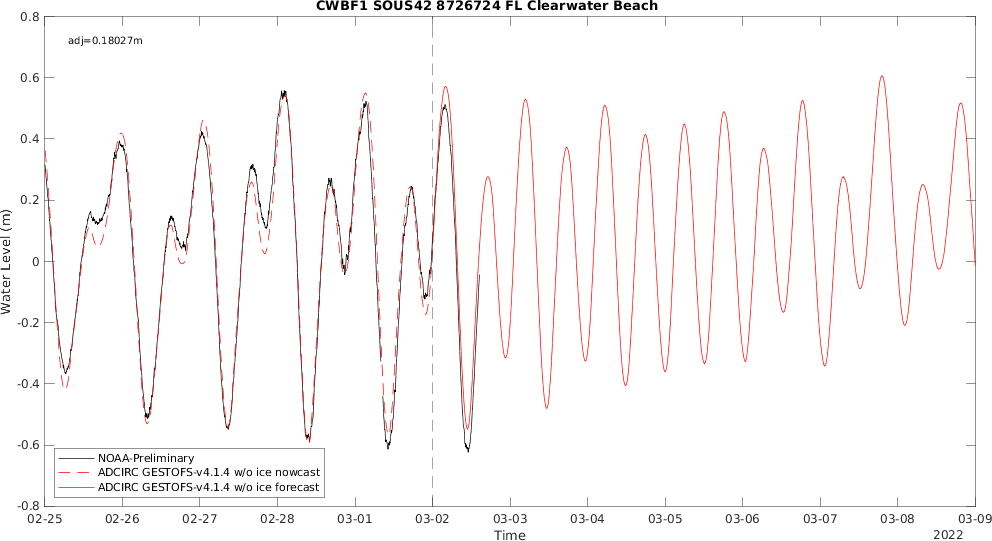 CWBF1 SOUS42 8726724 FL Clearwater Beach
adj=0.18027m
0.8
0.6
0.4
0.2
0
-0.2
-0.4
-0.6
-0.8
Water Level (m)
NOAA-Preliminary
ADCIRC GESTOFS-v4.1.4 w/o ice nowcast
ADCIRC GESTOFS-v4.1.4 w/o ice forecast
02-25 02-26 02-27 02-28 03-01 03-02 03-03 03-04 03-05 03-06 03-07 03-08 03-09
Time
2022